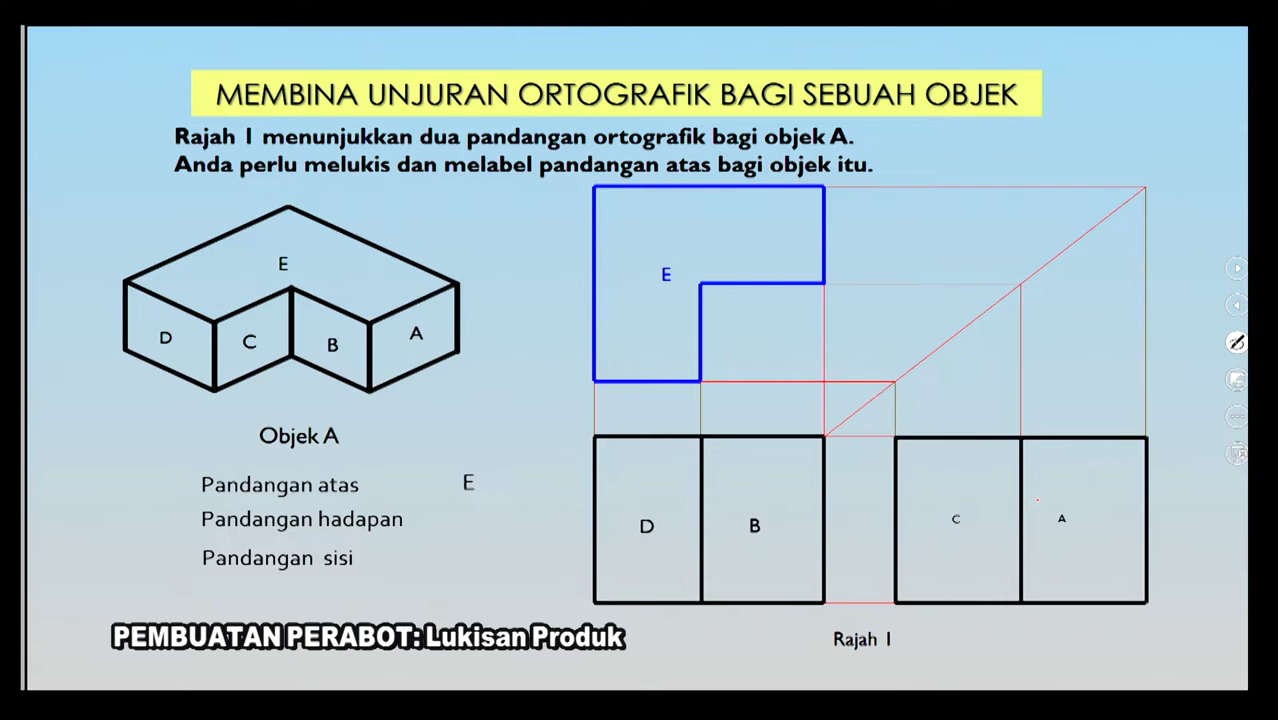 MEMBINA UNJURAN ORTOGRAFIK BAGI SEBUAH OBJEK
Rajah 1 menunjukkan dua pandangan ortografik bagi objek A.
Anda perlu melukis dan melabel pandangan atas bagi objek itu.
E
D
C
B
A
Objek A
Pandangan atas E
Pandangan hadapan
Pandangan sisi
E
D
B
C
A
Rajah 1
PEMBUATAN PERABOT: Lukisan Produk